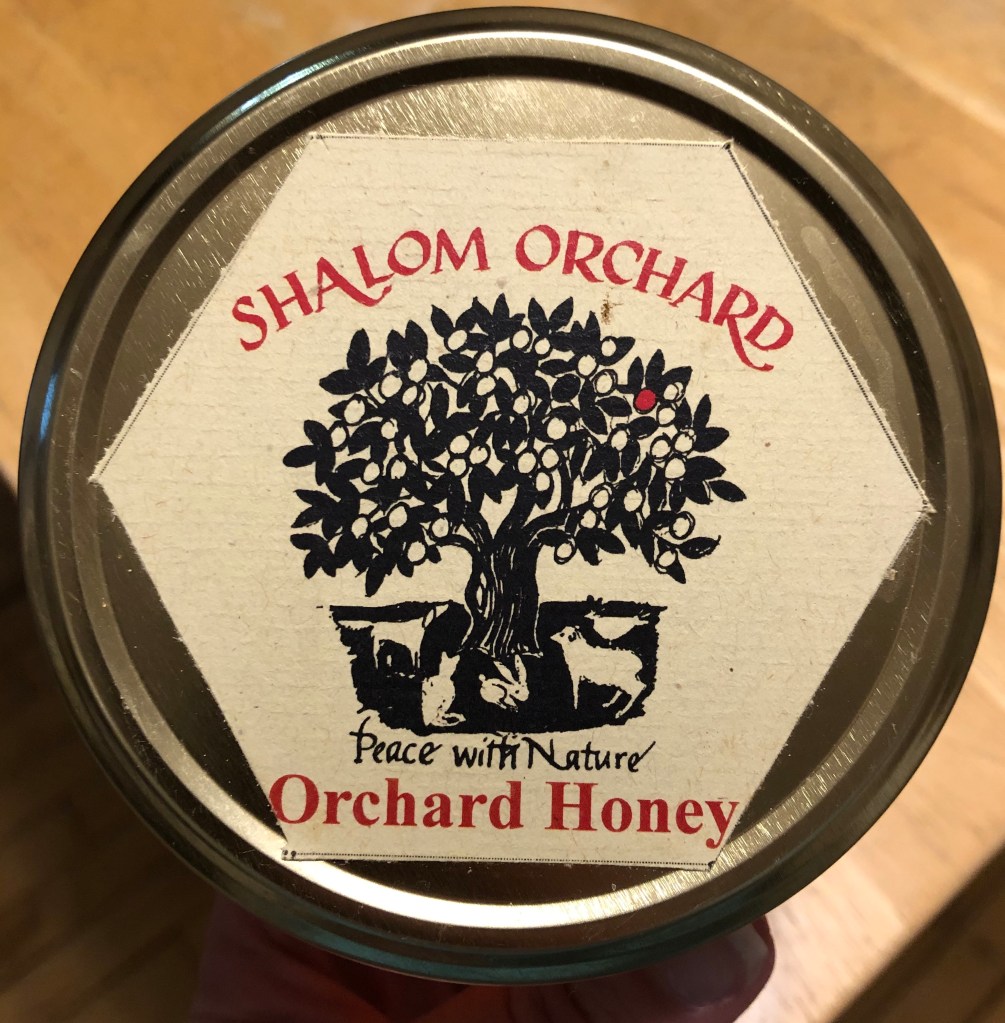 SHALOM ORCHARD
Peace with Nature
Orchard Honey